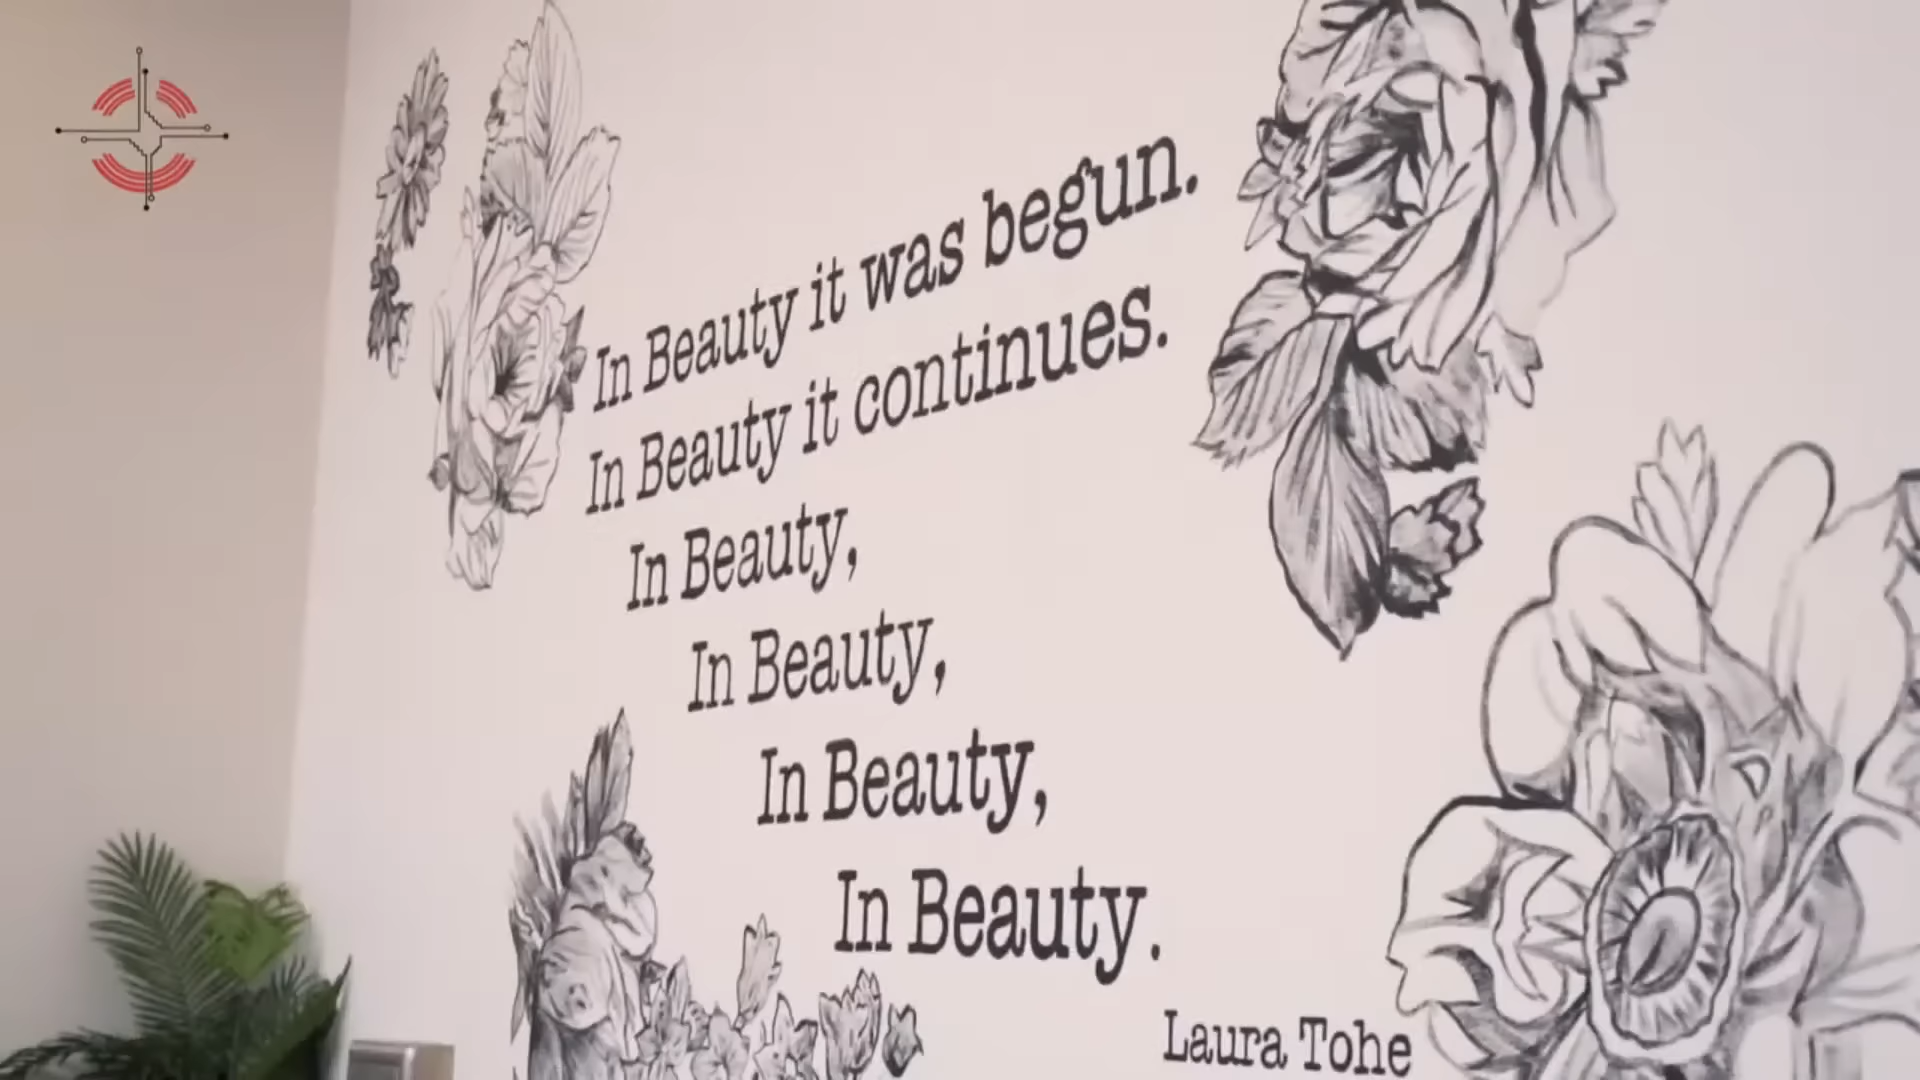 In Beauty it was begun.
In Beauty it continues.
In Beauty,
In Beauty,
In Beauty,
In Beauty.
Laura Tohe